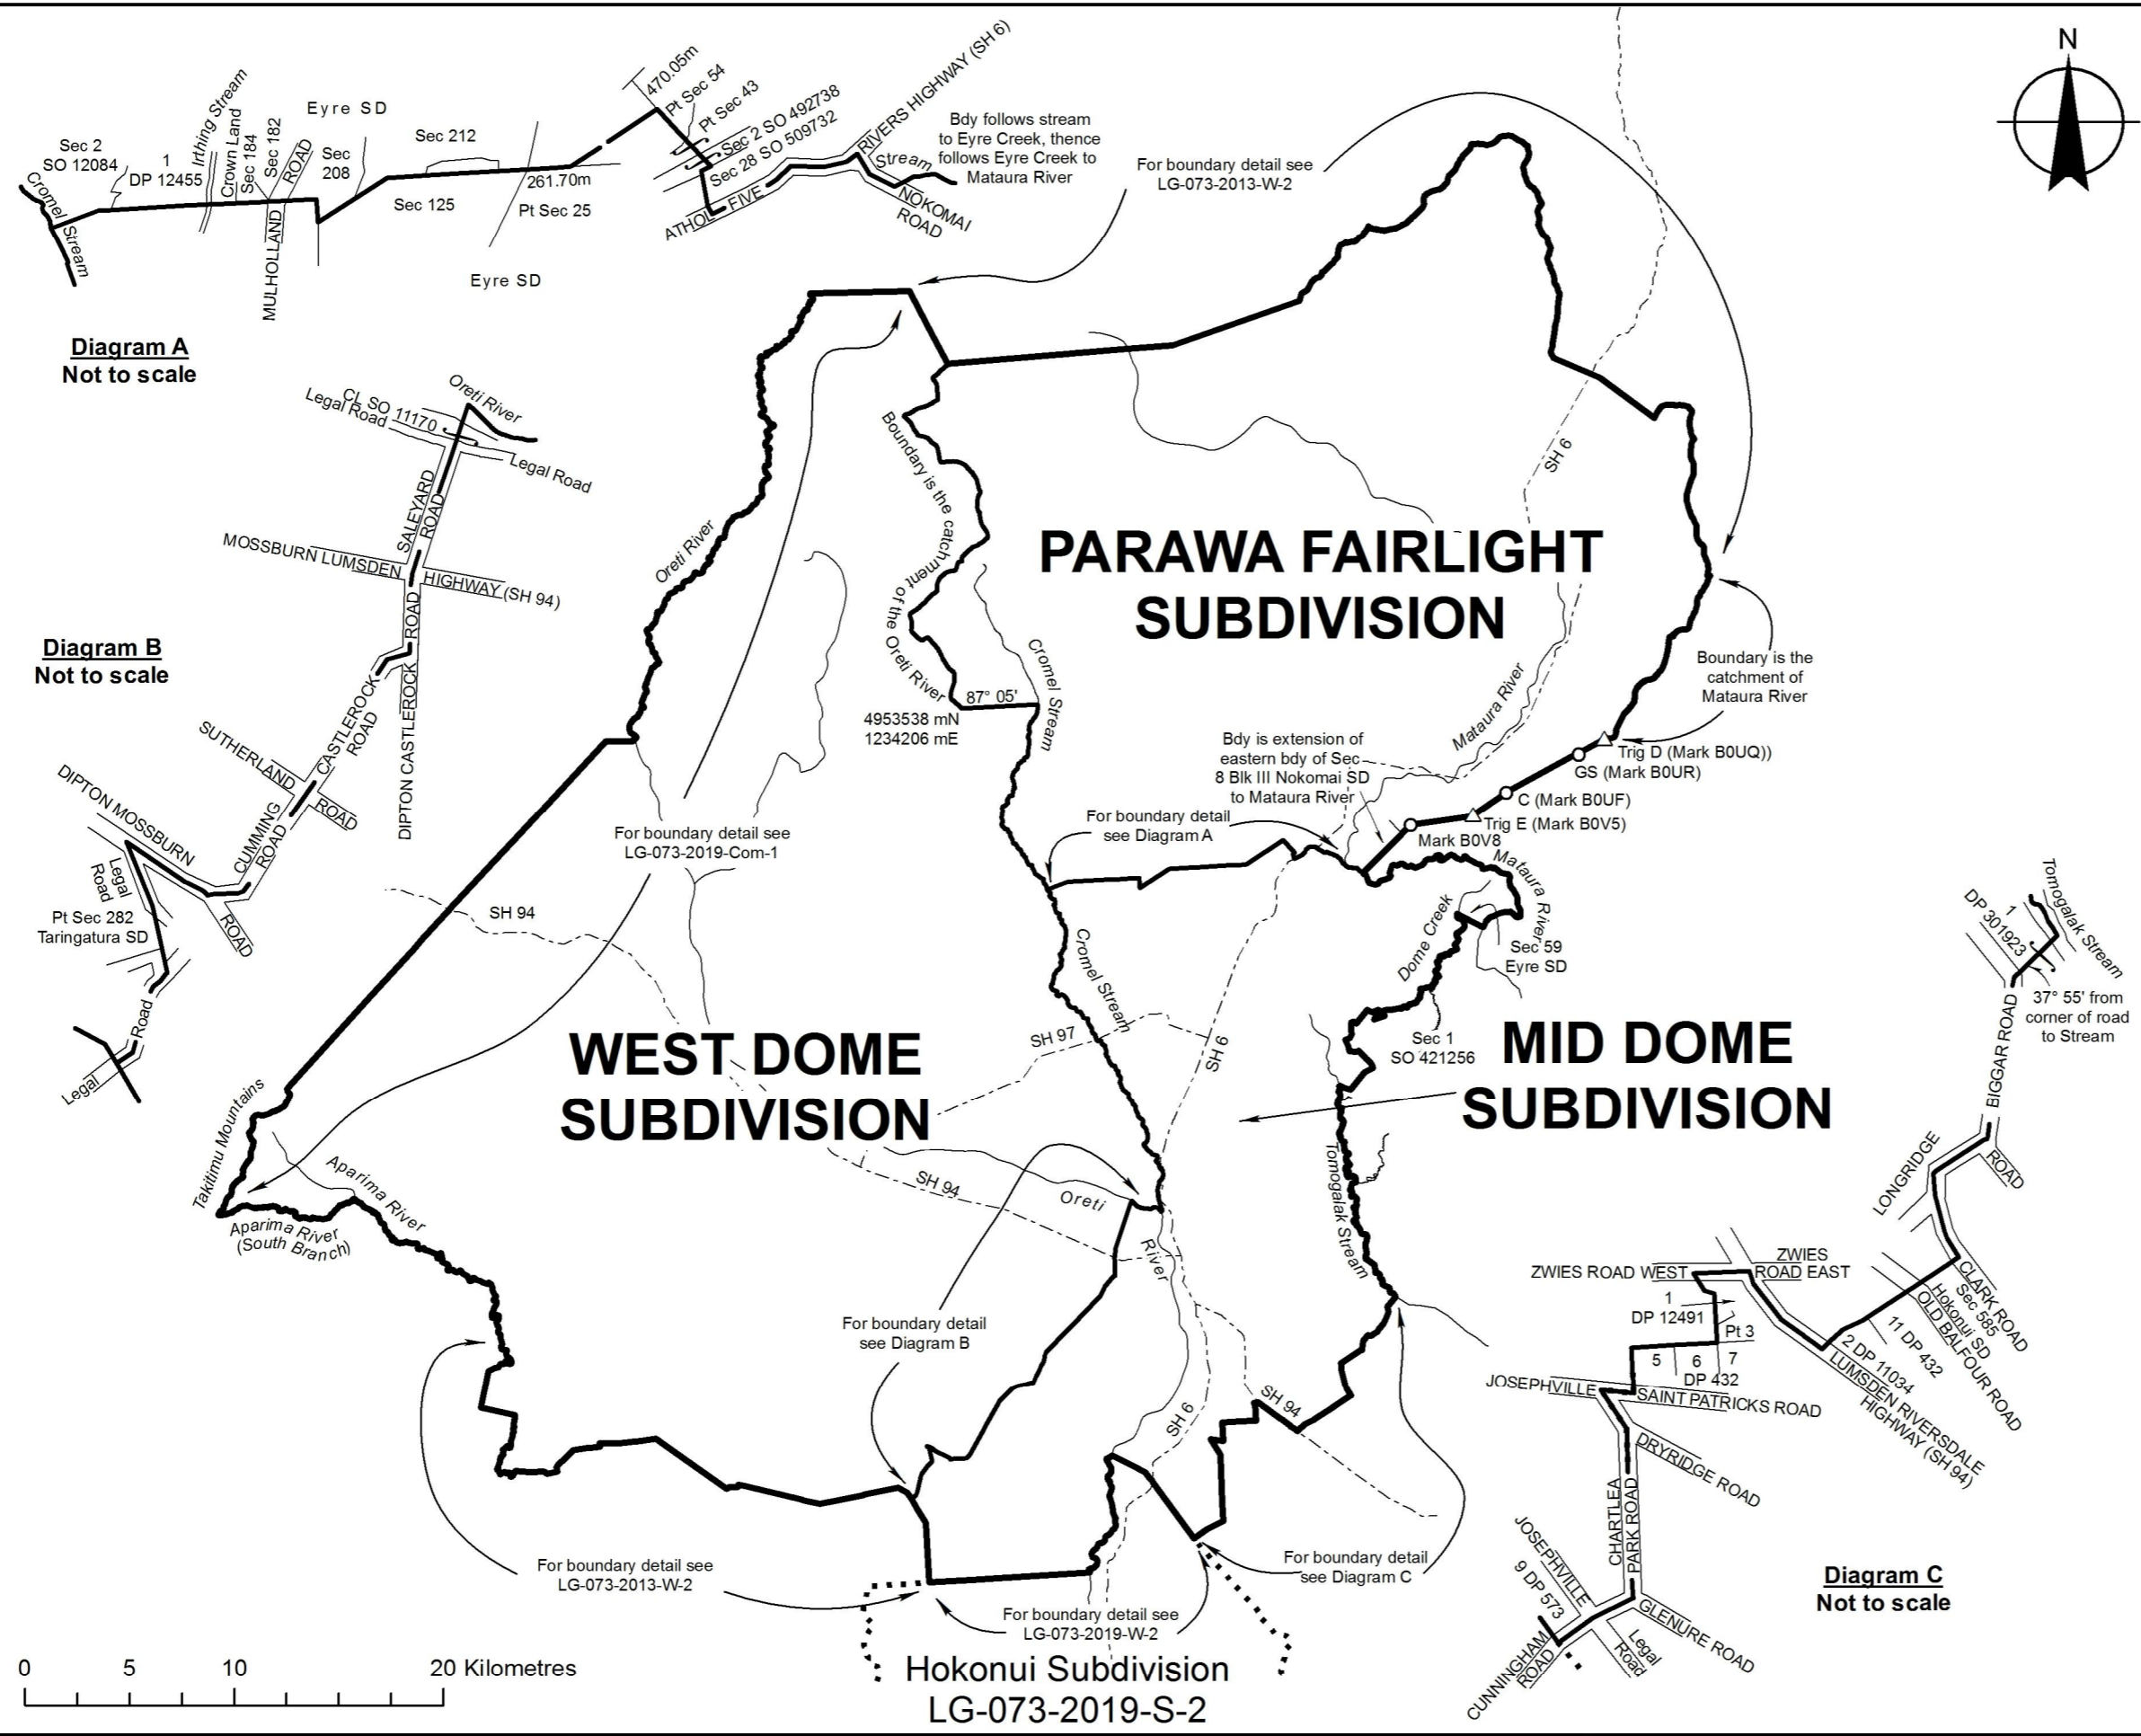 N
Cromel
Stream
Sec 2
SO 12084
1
DP 12455
Irthing Stream
Crown Land
Sec 184
Sec 182
MULHOLLAND
ROAD
Eyre SD
Sec
208
Sec 212
Sec 125
261.70m
Pt Sec 25
Eyre SD
470.05m
Pt Sec 54
Pt Sec 43
Sec 2 SO 492738
Sec 28 SO 509732
ATHOL FIVE RIVERS HIGHWAY (SH 6)
Stream
NOKOMAI
ROAD
Bdy follows stream
to Eyre Creek, thence
follows Eyre Creek to
Mataura River
Diagram A
Not to scale
For boundary detail see
LG-073-2013-W-2
Oreti River
CL SO 11170
Legal Road
Legal Road
SALEYARD
ROAD
MOSSBURN LUMSDEN HIGHWAY (SH 94)
DIPTON CASTLEROCK ROAD
CASTLEROCK
ROAD
SUTHERLAND
ROAD
CUMMING
ROAD
DIPTON MOSSBURN
ROAD
Legal
Road
Pt Sec 282
Taringatura SD
Legal Road
Diagram B
Not to scale
Oreti River
Boundary is the catchment of the Oreti River
PARAWA FAIRLIGHT
SUBDIVISION
SH 6
Cromel Stream
87° 05'
4953538 mN
1234206 mE
Mataura River
Boundary is the
catchment of
Mataura River
Bdy is extension of
eastern bdy of Sec
8 Blk III Nokomai SD
to Mataura River
Trig D (Mark B0UQ))
GS (Mark B0UR)
C (Mark B0UF)
Trig E (Mark B0V5)
Mark B0V8
For boundary detail
see Diagram A
For boundary detail see
LG-073-2019-Com-1
SH 94
Mataura River
Dome Creek
Sec 59
Eyre SD
Cromel Stream
SH 97
SH 6
Sec 1
SO 421256
WEST DOME
SUBDIVISION
MID DOME
SUBDIVISION
Takitimu Mountains
Aparima River
Aparima River
(South Branch)
SH 94
Oreti
River
Tomogalak Stream
For boundary detail
see Diagram B
SH 6
SH 94
For boundary detail see
LG-073-2013-W-2
For boundary detail see
LG-073-2019-W-2
For boundary detail
see Diagram C
Hokonui Subdivision
LG-073-2019-S-2
Tomogalak Stream
1
DP 301923
37° 55' from
corner of road
to Stream
BIGGAR ROAD
LONGRIDGE
ROAD
CLARK ROAD
Sec 585
Hokonui SD
OLD BALFOUR ROAD
11 DP 432
2 DP 11034
LUMSDEN RIVERSDALE
HIGHWAY (SH 94)
ZWIES ROAD WEST
ZWIES
ROAD EAST
1
DP 12491
Pt 3
5
6
7
DP 432
JOSEPHVILLE
SAINT PATRICKS ROAD
DRYRIDGE ROAD
CHARTLEA
PARK ROAD
JOSEPHVILLE
9 DP 573
GLENURE ROAD
Legal
Road
CUNNINGHAM
ROAD
Diagram C
Not to scale
0 5 10 20 Kilometres